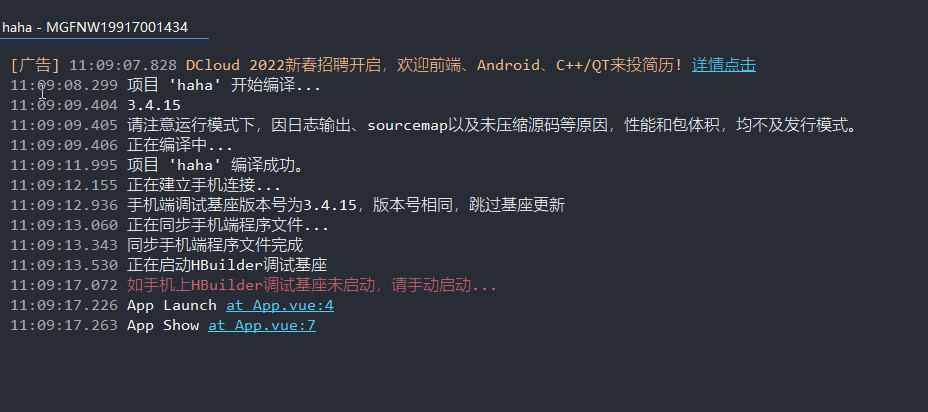 haha - MGFNW19917001434
[广告] 11:09:07.828 DCloud 2022新春招聘开启，欢迎前端、Android、C++/QT来投简历! 详情点击
11:09:08.299 项目 'haha' 开始编译...
11:09:09.404 3.4.15
11:09:09.405 请注意运行模式下，因日志输出、sourcemap以及未压缩源码等原因，性能和包体积，均不及发行模式。
11:09:09.406 正在编译中...
11:09:11.995 项目 'haha' 编译成功。
11:09:12.155 正在建立手机连接...
11:09:12.936 手机端调试基座版本号为3.4.15，版本号相同，跳过基座更新
11:09:13.060 正在同步手机端程序文件...
11:09:13.343 同步手机端程序文件完成
11:09:13.530 正在启动HBuilder调试基座
11:09:17.072 如手机上HBuilder调试基座未启动，请手动启动...
11:09:17.226 App Launch at App.vue:4
11:09:17.263 App Show at App.vue:7